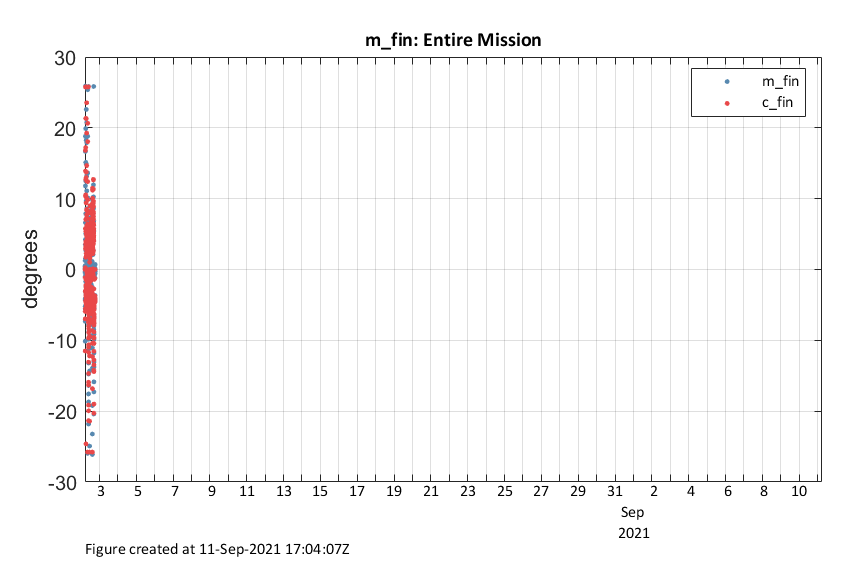 m_fin: Entire Mission
m_fin
c_fin
30
20
10
0
-10
-20
-30
degrees
3 5 7 9 11 13 15 17 19 21 23 25 27 29 31 2 4 6 8 10
Sep
2021
Figure created at 11-Sep-2021 17:04:07Z